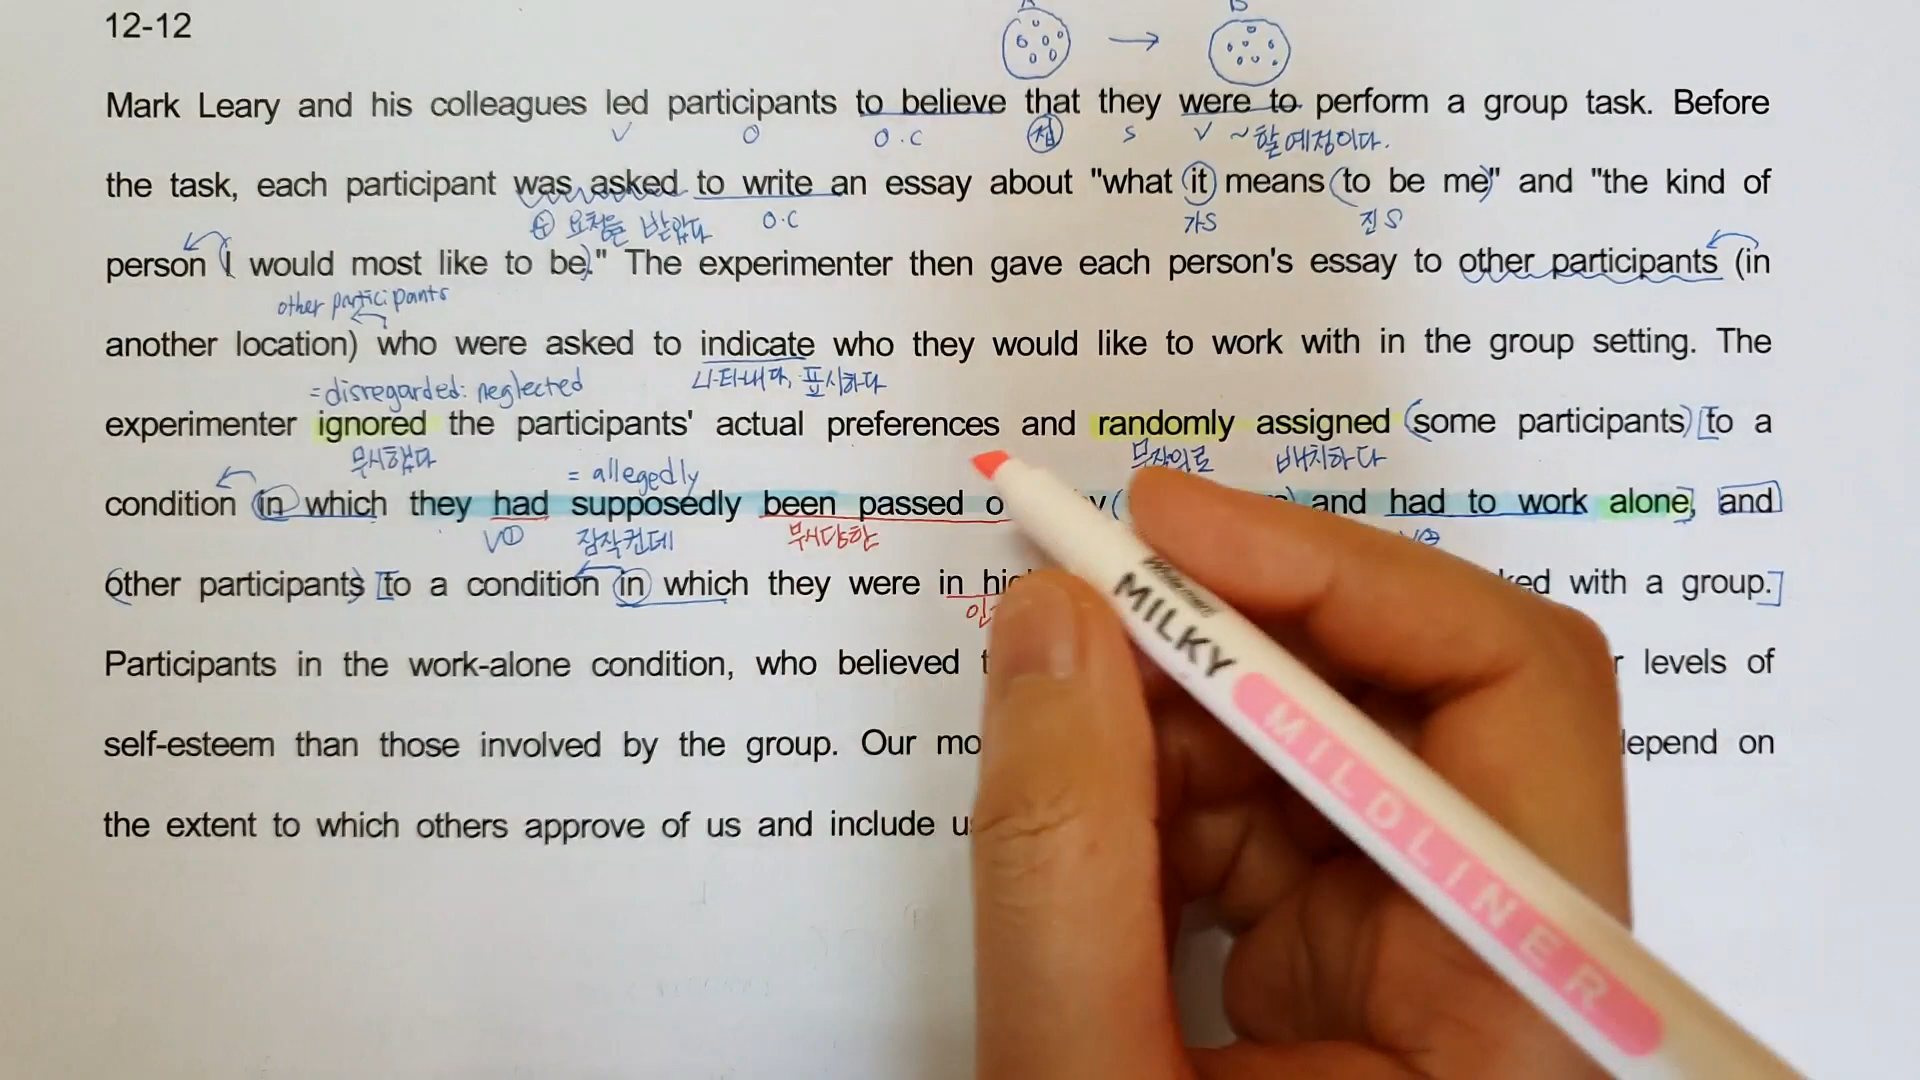 12-12
A B
Mark Leary and his colleagues led participants to believe that they were to perform a group task. Before
V O O.C 접 S V ~할 예정이다.
the task, each participant was asked to write an essay about "what it means (to be me)" and "the kind of
요청을 받았다 O.C 가S 진S
person (I would most like to be)." The experimenter then gave each person's essay to other participants (in
other participants
another location) who were asked to indicate who they would like to work with in the group setting. The
= disregarded: neglected 나타내다, 표시하다
experimenter ignored the participants' actual preferences and randomly assigned (some participants) [to a
무시했다 = allegedly 무작위로 배치하다
condition in which they had supposedly been passed and had to work alone], and
V① 짐작컨데 무시당한 V②
(other participants) [to a condition in which they were in with a group.]
Participants in the work-alone condition, who believed levels of
self-esteem than those involved by the group. Our depend on
the extent to which others approve of us and include
Mildliner
MILKY
MILDLINER